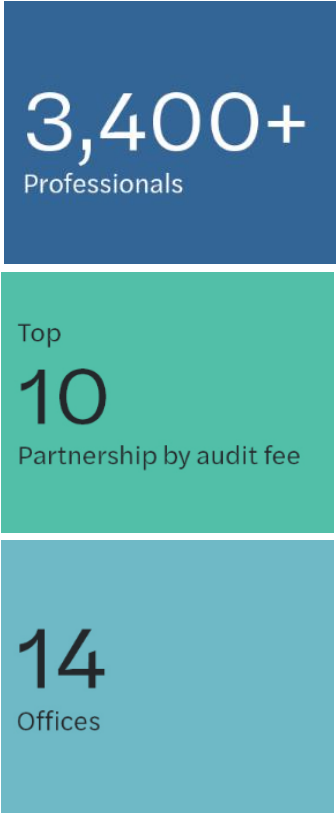 3,400+
Professionals
Top
10
Partnership by audit fee
14
Offices